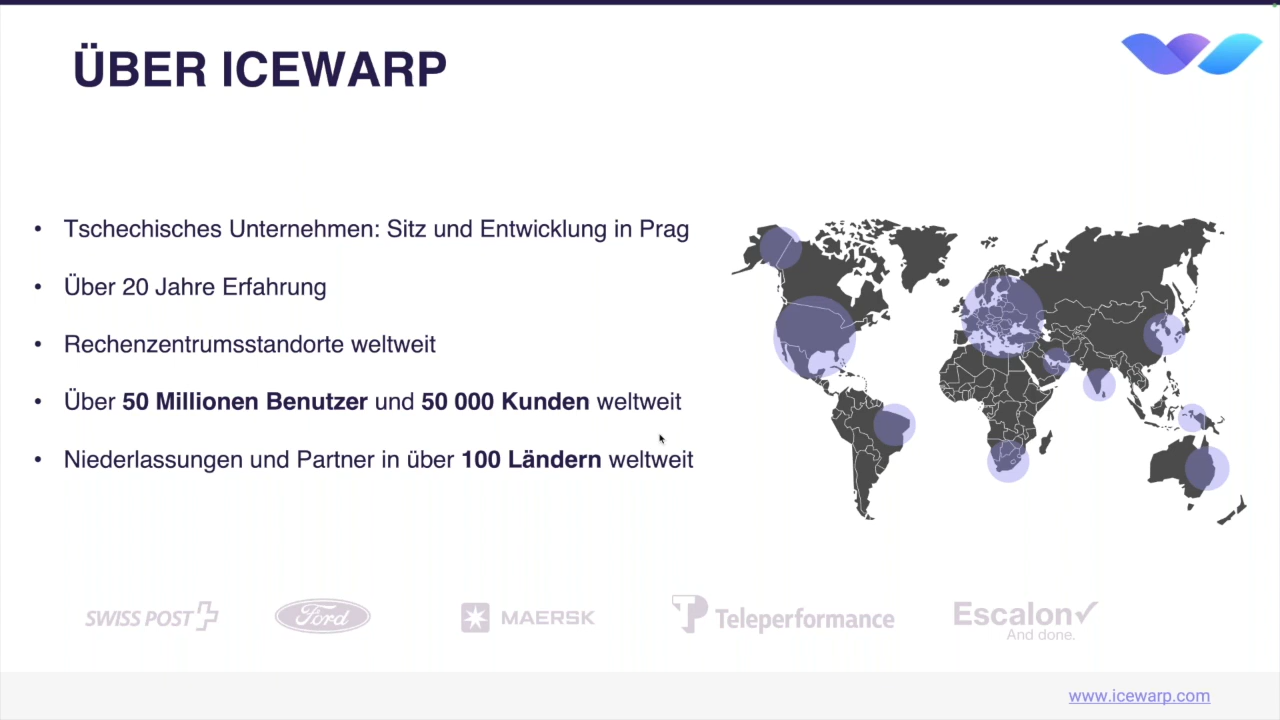 ÜBER ICEWARP
• Tschechisches Unternehmen: Sitz und Entwicklung in Prag
• Über 20 Jahre Erfahrung
• Rechenzentrumsstandorte weltweit
• Über 50 Millionen Benutzer und 50 000 Kunden weltweit
• Niederlassungen und Partner in über 100 Ländern weltweit
SWISS POST
Ford
MAERSK
Teleperformance
Escalon
And done.
www.icewarp.com